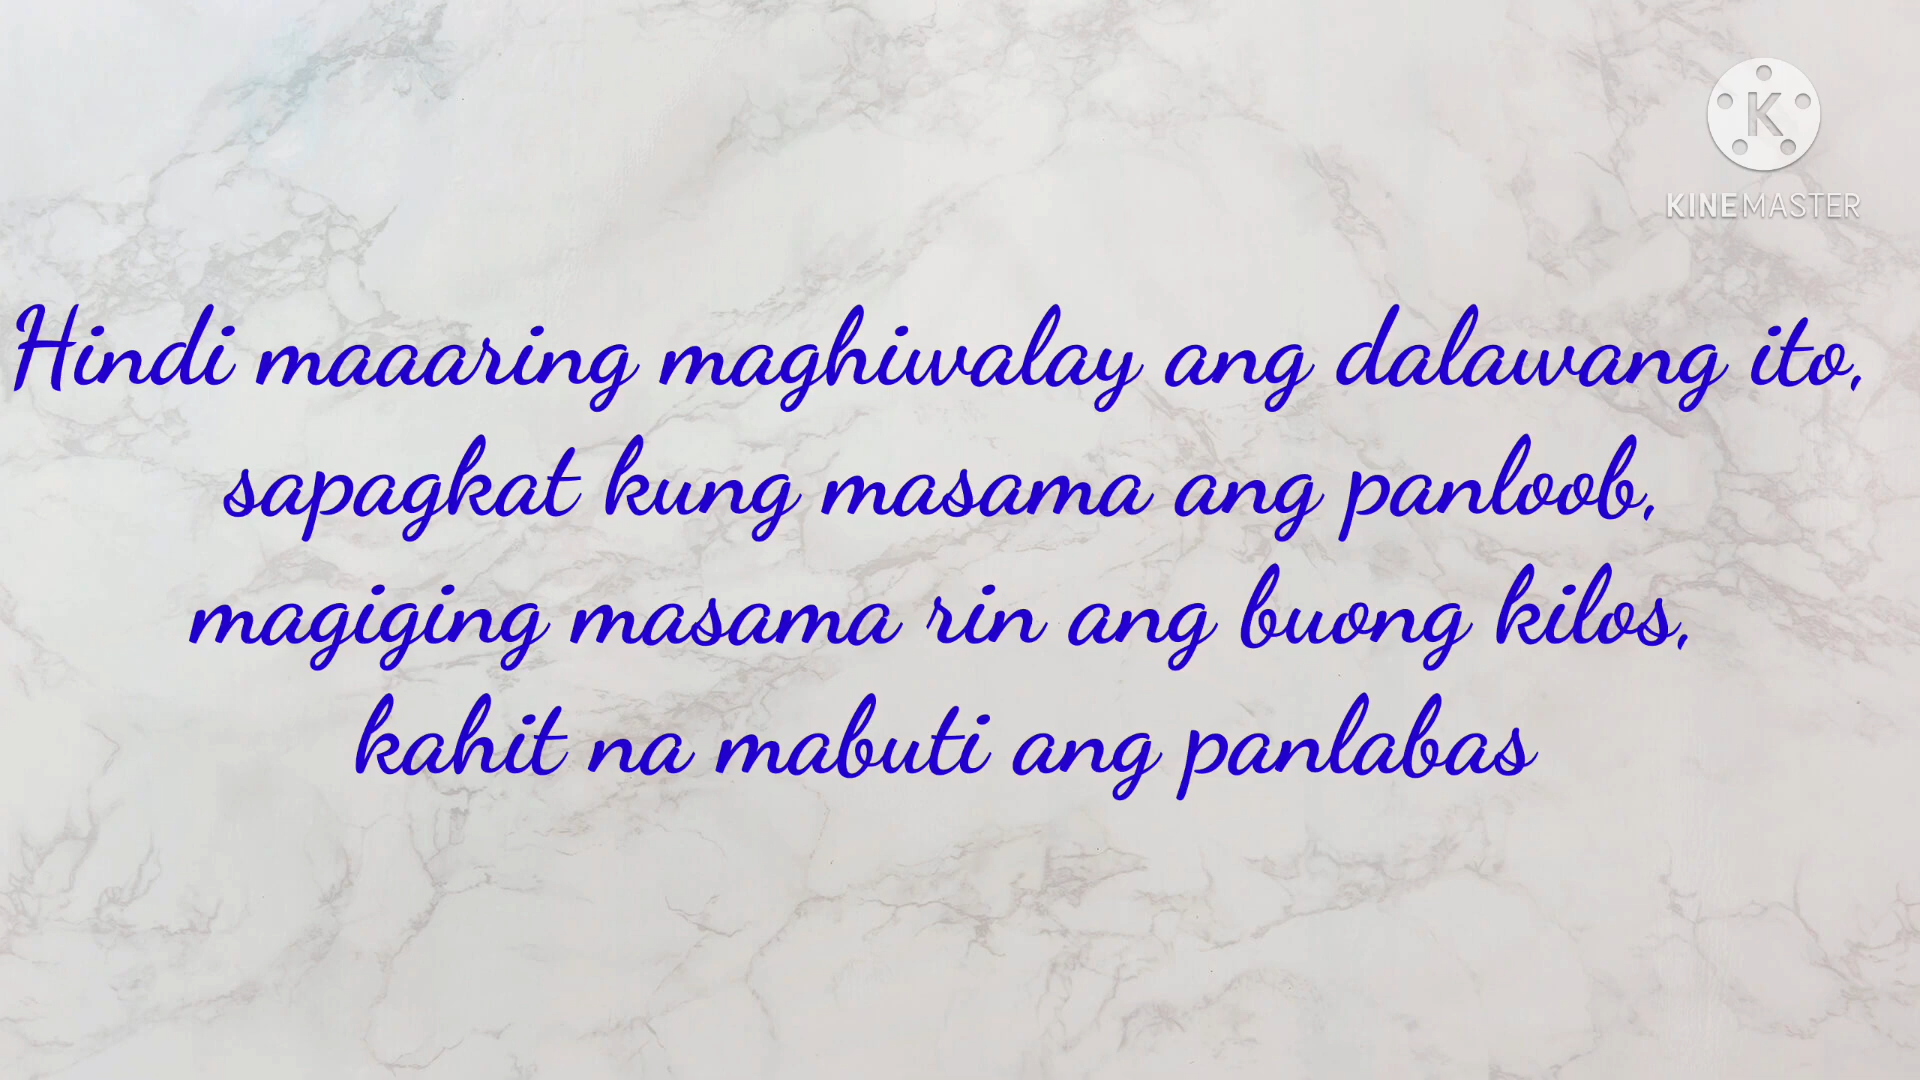 K
KINEMASTER
Hindi maaaring maghiwalay ang dalawang ito,
sapagkat kung masama ang panloob,
magiging masama rin ang buong kilos,
kahit na mabuti ang panlabas